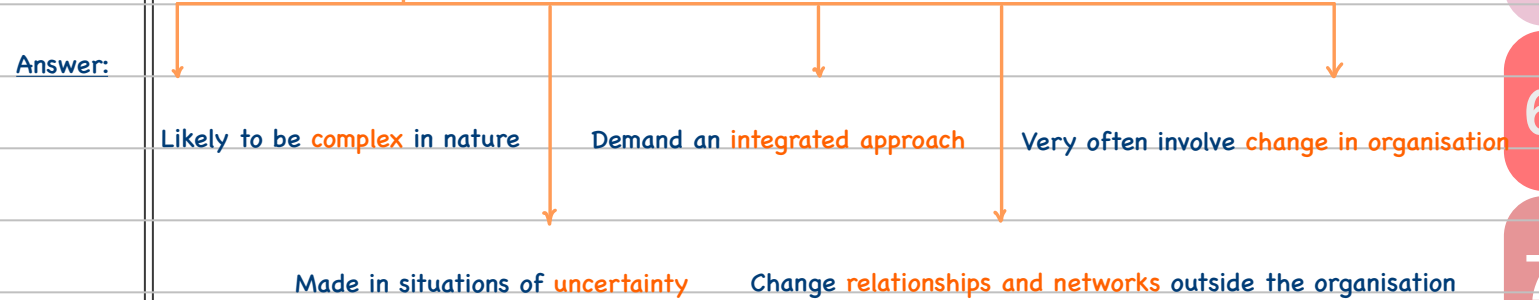 Answer:
Likely to be complex in nature
Demand an integrated approach
Very often involve change in organisation
6
Made in situations of uncertainty
Change relationships and networks outside the organisation